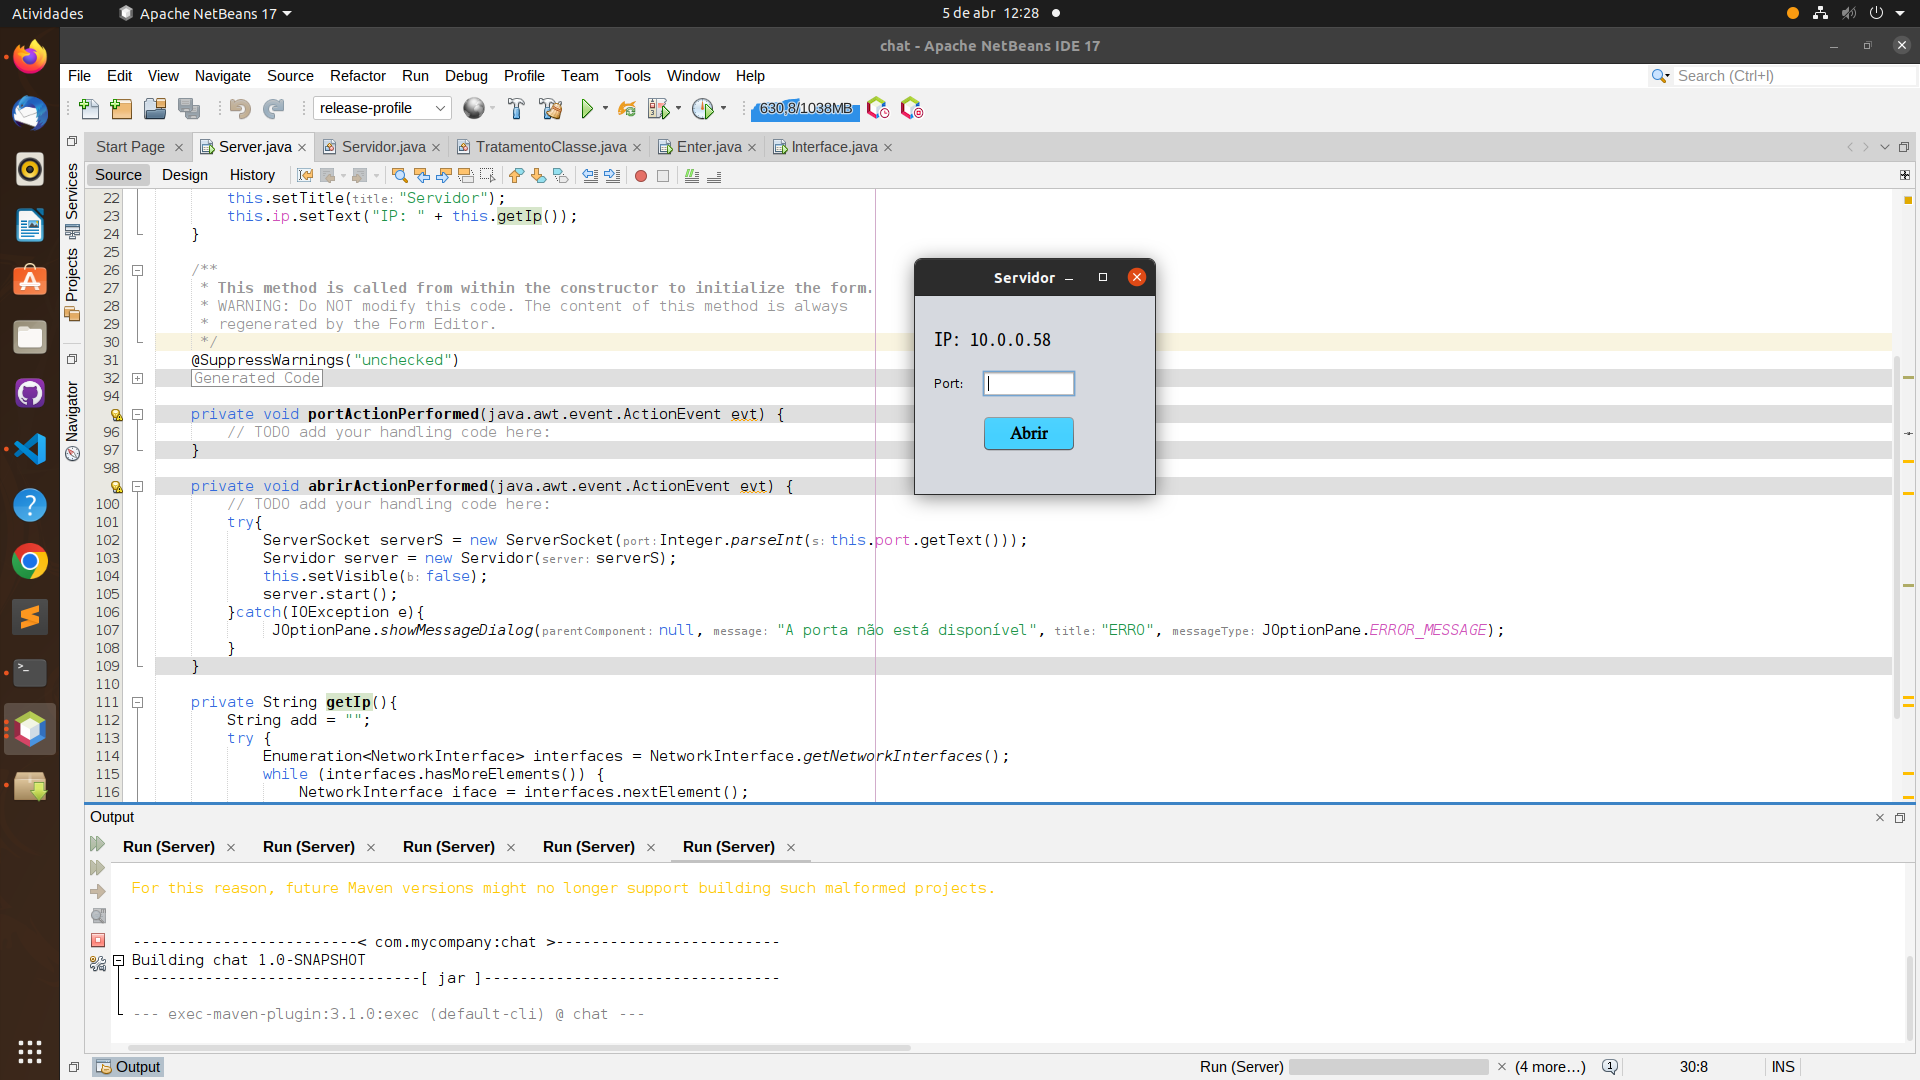 Atividades
Apache NetBeans 17
5 de abr 12:28
chat - Apache NetBeans IDE 17
File Edit View Navigate Source Refactor Run Debug Profile Team Tools Window Help
Search (Ctrl+I)
release-profile
630,8/1038MB
Start Page
Server.java
Servidor.java
TratamentoClasse.java
Enter.java
Interface.java
Source Design History
Services
Projects
Navigator
22 this.setTitle(title: "Servidor");
23 this.ip.setText("IP: " + this.getIp());
24 }
25
26 /**
27 * This method is called from within the constructor to initialize the form.
28 * WARNING: Do NOT modify this code. The content of this method is always
29 * regenerated by the Form Editor.
30 */
31 @SuppressWarnings("unchecked")
32 Generated Code
94
private void portActionPerformed(java.awt.event.ActionEvent evt) {
96 // TODO add your handling code here:
97 }
98
private void abrirActionPerformed(java.awt.event.ActionEvent evt) {
100 // TODO add your handling code here:
101 try{
102 ServerSocket serverS = new ServerSocket(port: Integer.parseInt(s: this.port.getText()));
103 Servidor server = new Servidor(server: serverS);
104 this.setVisible(b: false);
105 server.start();
106 }catch(IOException e){
107 JOptionPane.showMessageDialog(parentComponent: null, message: "A porta não está disponível", title: "ERRO", messageType: JOptionPane.ERROR_MESSAGE);
108 }
109 }
110
111 private String getIp(){
112 String add = "";
113 try {
114 Enumeration<NetworkInterface> interfaces = NetworkInterface.getNetworkInterfaces();
115 while (interfaces.hasMoreElements()) {
116 NetworkInterface iface = interfaces.nextElement();
Servidor
IP: 10.0.0.58
Port:
Abrir
Output
Run (Server) Run (Server) Run (Server) Run (Server) Run (Server)
For this reason, future Maven versions might no longer support building such malformed projects.
-------------------------< com.mycompany:chat >-------------------------
Building chat 1.0-SNAPSHOT
--------------------------------[ jar ]---------------------------------
--- exec-maven-plugin:3.1.0:exec (default-cli) @ chat ---
Output
Run (Server)
(4 more...)
1
30:8
INS